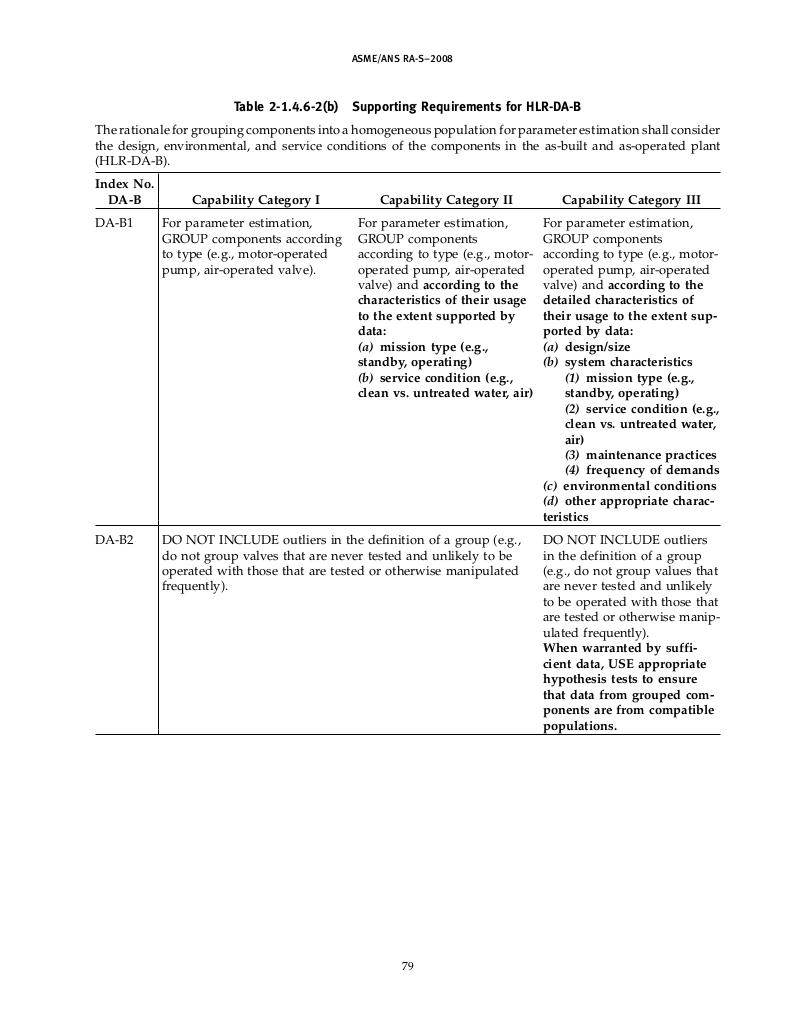 ASME/ANS RA-S–2008
Table 2-1.4.6-2(b) Supporting Requirements for HLR-DA-B
The rationale for grouping components into a homogeneous population for parameter estimation shall consider
the design, environmental, and service conditions of the components in the as-built and as-operated plant
(HLR-DA-B).
Index No.
DA-B
Capability Category I
Capability Category II
Capability Category III
DA-B1
For parameter estimation,
GROUP components according
to type (e.g., motor-operated
pump, air-operated valve).
For parameter estimation,
GROUP components
according to type (e.g., motor-
operated pump, air-operated
valve) and according to the
characteristics of their usage
to the extent supported by
data:
(a) mission type (e.g.,
standby, operating)
(b) service condition (e.g.,
clean vs. untreated water, air)
For parameter estimation,
GROUP components
according to type (e.g., motor-
operated pump, air-operated
valve) and according to the
detailed characteristics of
their usage to the extent sup-
ported by data:
(a) design/size
(b) system characteristics
(1) mission type (e.g.,
standby, operating)
(2) service condition (e.g.,
clean vs. untreated water,
air)
(3) maintenance practices
(4) frequency of demands
(c) environmental conditions
(d) other appropriate charac-
teristics
DA-B2
DO NOT INCLUDE outliers in the definition of a group (e.g.,
do not group valves that are never tested and unlikely to be
operated with those that are tested or otherwise manipulated
frequently).
DO NOT INCLUDE outliers
in the definition of a group
(e.g., do not group values that
are never tested and unlikely
to be operated with those that
are tested or otherwise manip-
ulated frequently).
When warranted by suffi-
cient data, USE appropriate
hypothesis tests to ensure
that data from grouped com-
ponents are from compatible
populations.
79